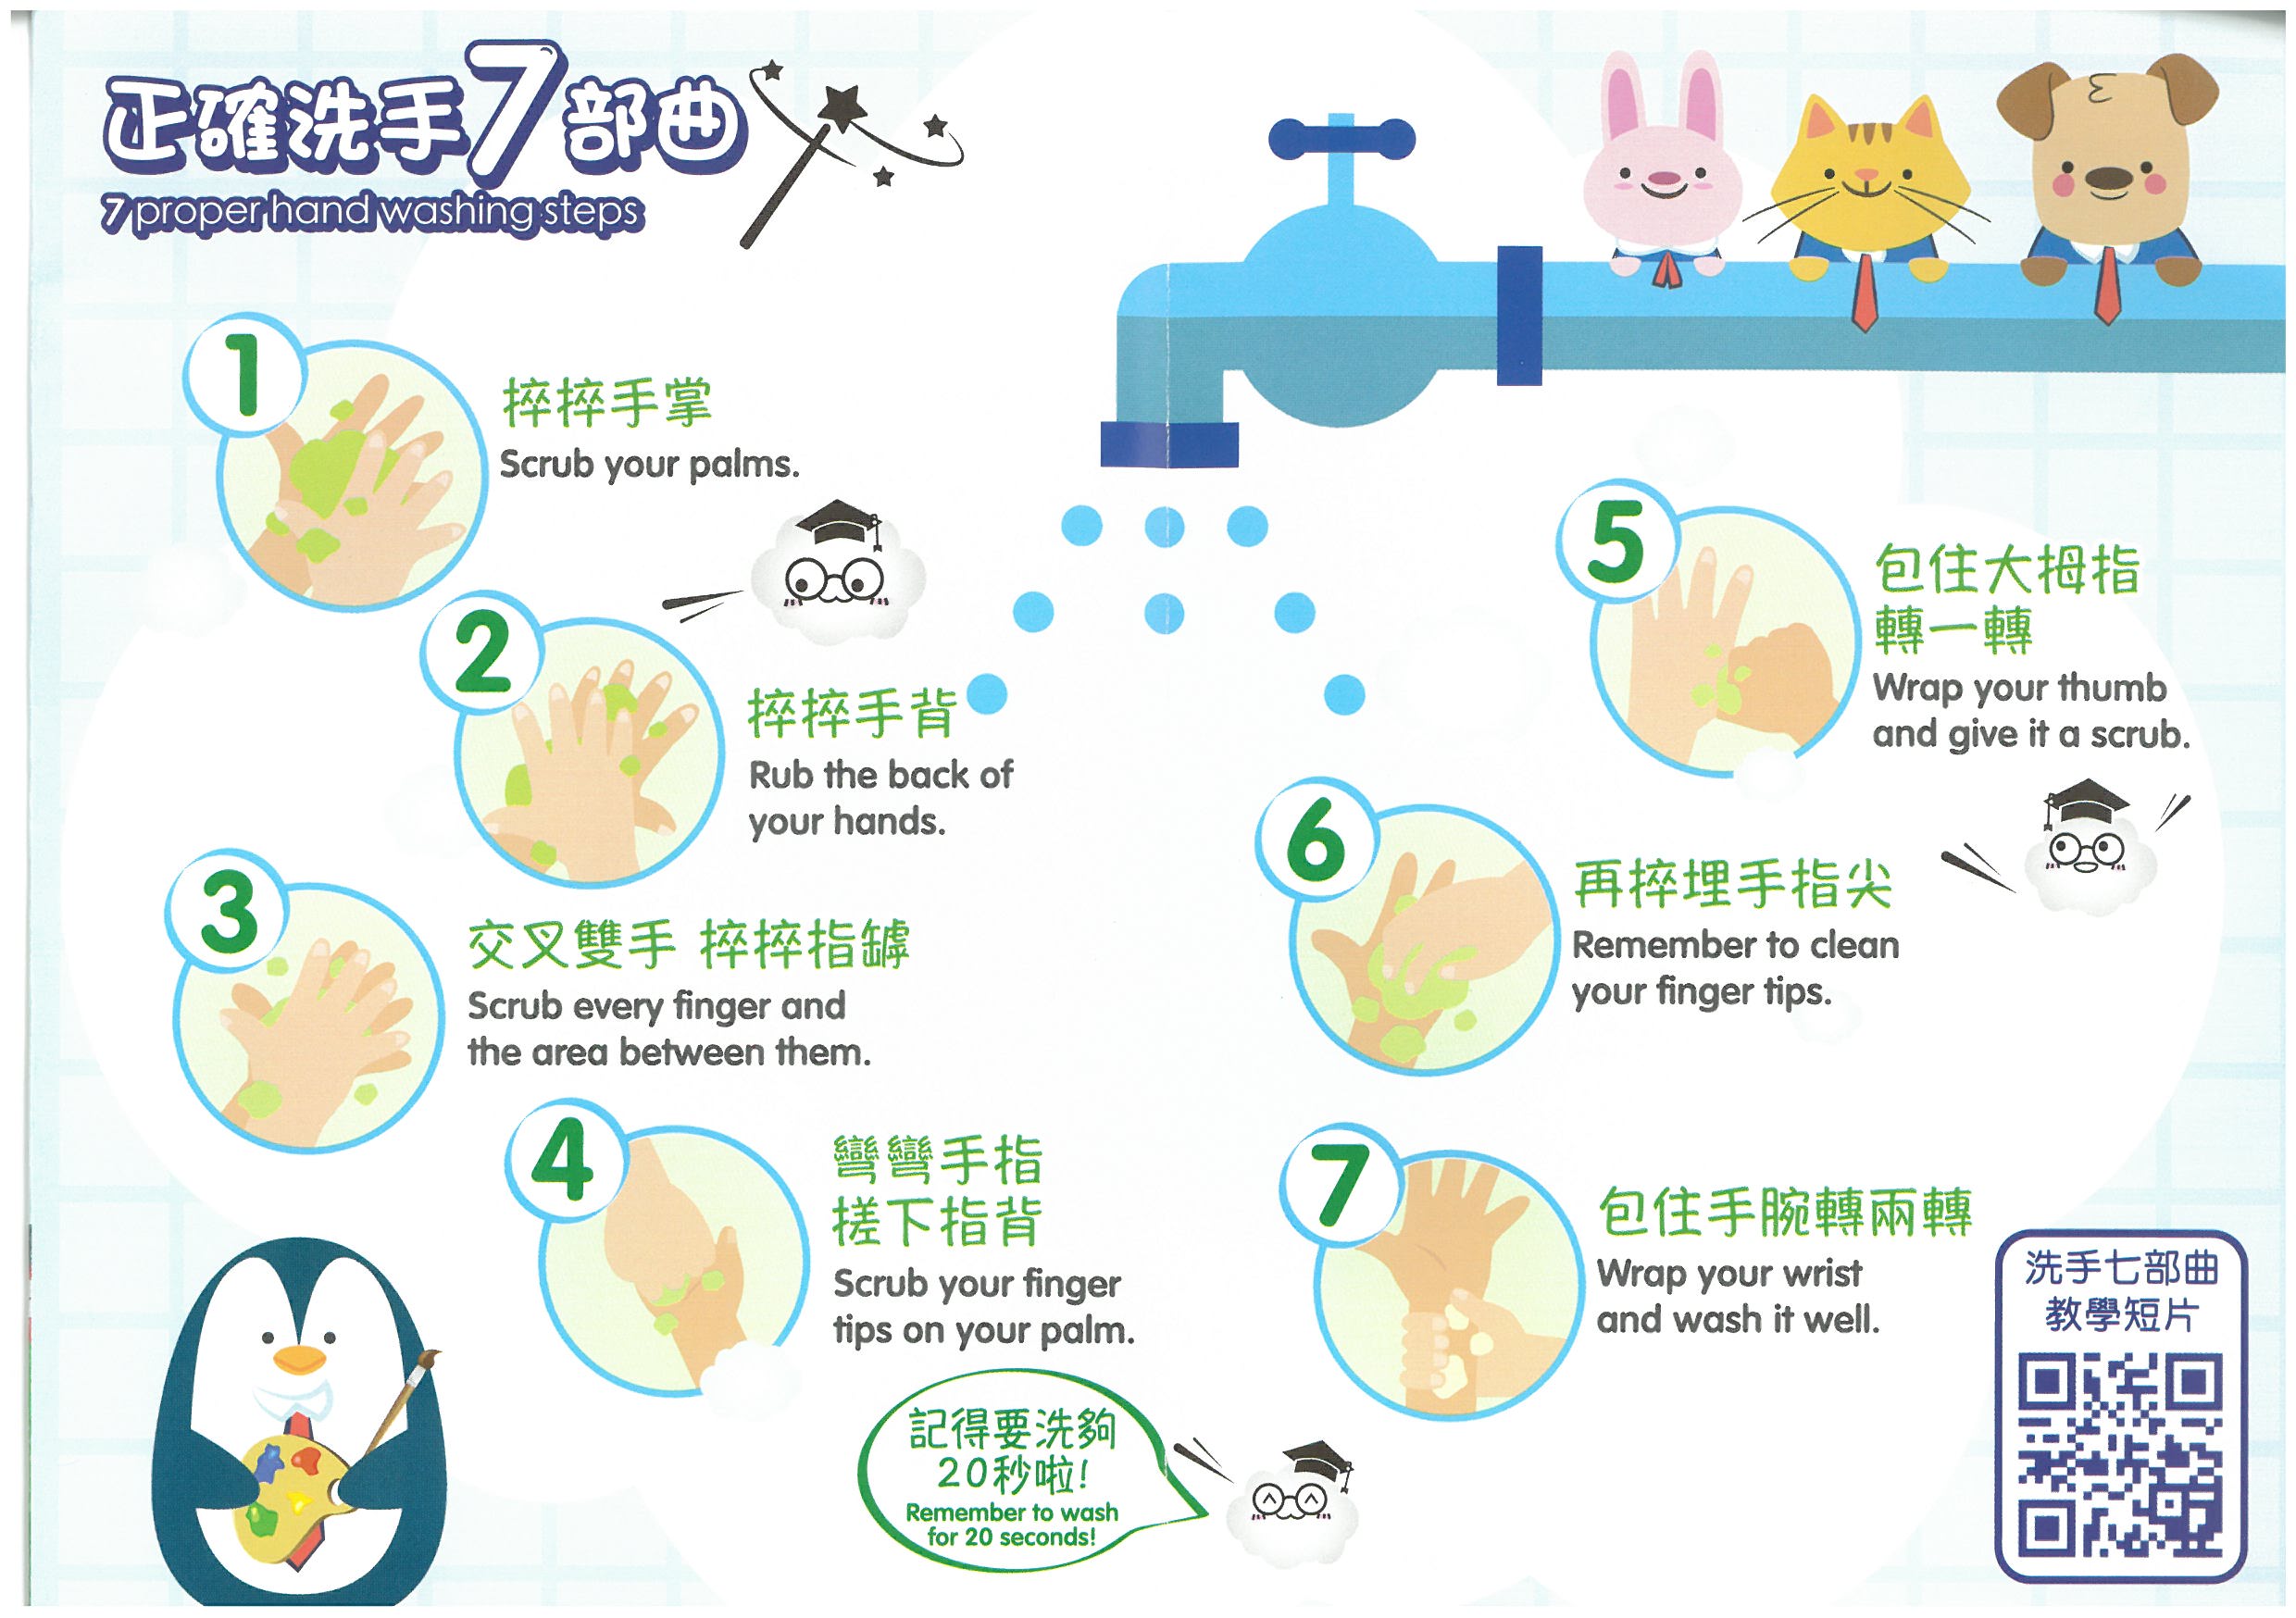 正確洗手7部曲
7 proper hand washing steps
1
捽捽手掌
Scrub your palms.
2
捽捽手背
Rub the back of
your hands.
3
交叉雙手 捽捽指罅
Scrub every finger and
the area between them.
4
彎彎手指
搓下指背
Scrub your finger
tips on your palm.
5
包住大拇指
轉一轉
Wrap your thumb
and give it a scrub.
6
再捽埋手指尖
Remember to clean
your finger tips.
7
包住手腕轉兩轉
Wrap your wrist
and wash it well.
記得要洗夠
20秒啦!
Remember to wash
for 20 seconds!
洗手七部曲
教學短片